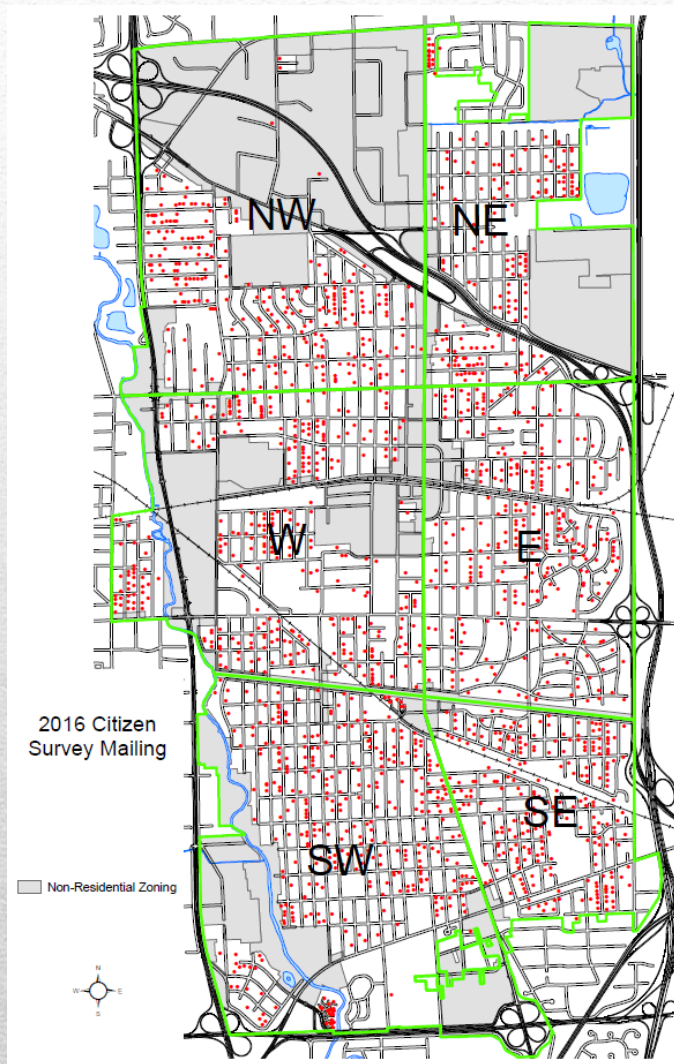 NW
NE
W
E
2016 Citizen
Survey Mailing
SE
SW
Non-Residential Zoning
N
W
E
S